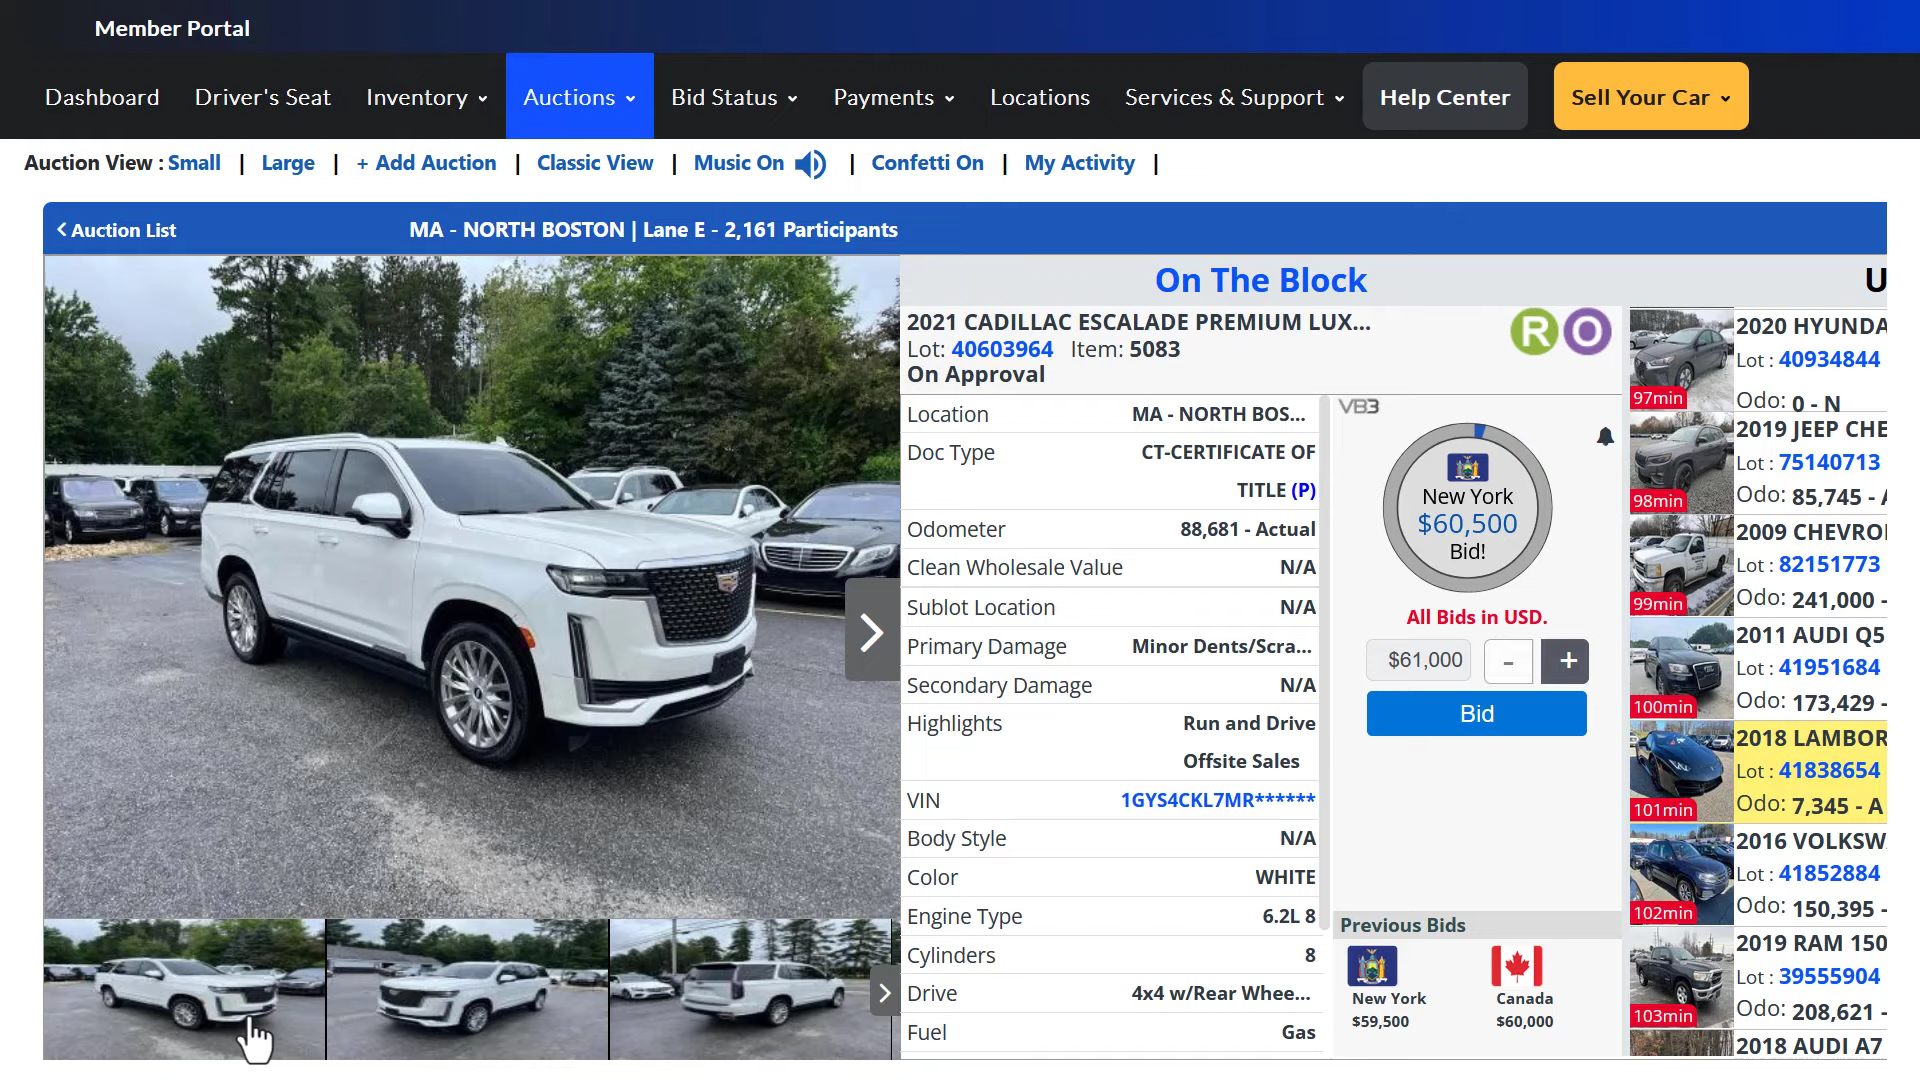 Member Portal
Dashboard Driver's Seat Inventory Auctions Bid Status Payments Locations Services & Support Help Center Sell Your Car
Auction View : Small | Large | + Add Auction | Classic View | Music On | Confetti On | My Activity |
Auction List
MA - NORTH BOSTON | Lane E - 2,161 Participants
On The Block
2021 CADILLAC ESCALADE PREMIUM LUX...
Lot: 40603964 Item: 5083
On Approval
R O
Location MA - NORTH BOS...
Doc Type CT-CERTIFICATE OF
TITLE (P)
Odometer 88,681 - Actual
Clean Wholesale Value N/A
Sublot Location N/A
Primary Damage Minor Dents/Scra...
Secondary Damage N/A
Highlights Run and Drive
Offsite Sales
VIN 1GYS4CKL7MR******
Body Style N/A
Color WHITE
Engine Type 6.2L 8
Cylinders 8
Drive 4x4 w/Rear Whee...
Fuel Gas
VB3
New York
$60,500
Bid!
All Bids in USD.
$61,000 - +
Bid
Previous Bids
New York
$59,500
Canada
$60,000
U
2020 HYUNDA
Lot : 40934844
Odo: 0 - N
97min
2019 JEEP CHE
Lot : 75140713
Odo: 85,745 - A
98min
2009 CHEVRO
Lot : 82151773
Odo: 241,000 -
99min
2011 AUDI Q5
Lot : 41951684
Odo: 173,429 -
100min
2018 LAMBOR
Lot : 41838654
Odo: 7,345 - A
101min
2016 VOLKSW
Lot : 41852884
Odo: 150,395 -
102min
2019 RAM 150
Lot : 39555904
Odo: 208,621 -
103min
2018 AUDI A7